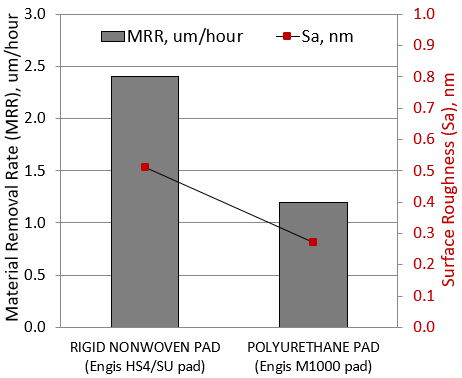 MRR, um/hour
Sa, nm
Material Removal Rate (MRR), um/hour
3.0
2.5
2.0
1.5
1.0
0.5
0.0
Surface Roughness (Sa), nm
1.0
0.9
0.8
0.7
0.6
0.5
0.4
0.3
0.2
0.1
0.0
RIGID NONWOVEN PAD
(Engis HS4/SU pad)
POLYURETHANE PAD
(Engis M1000 pad)